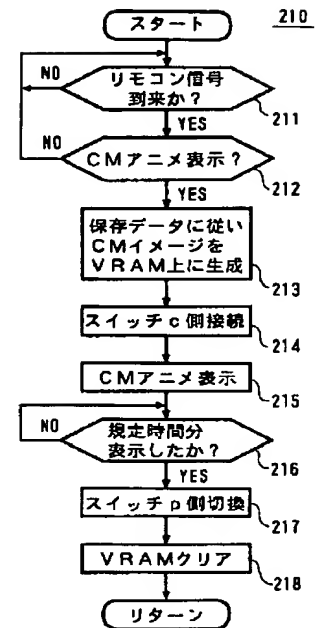 210
スタート
NO
リモコン信号
到来か？
211
YES
NO
CMアニメ表示？
212
YES
保存データに従い
CMイメージを
VRAM上に生成
213
スイッチc側接続
214
CMアニメ表示
215
NO
規定時間分
表示したか？
216
YES
スイッチp側切換
217
VRAMクリア
218
リターン